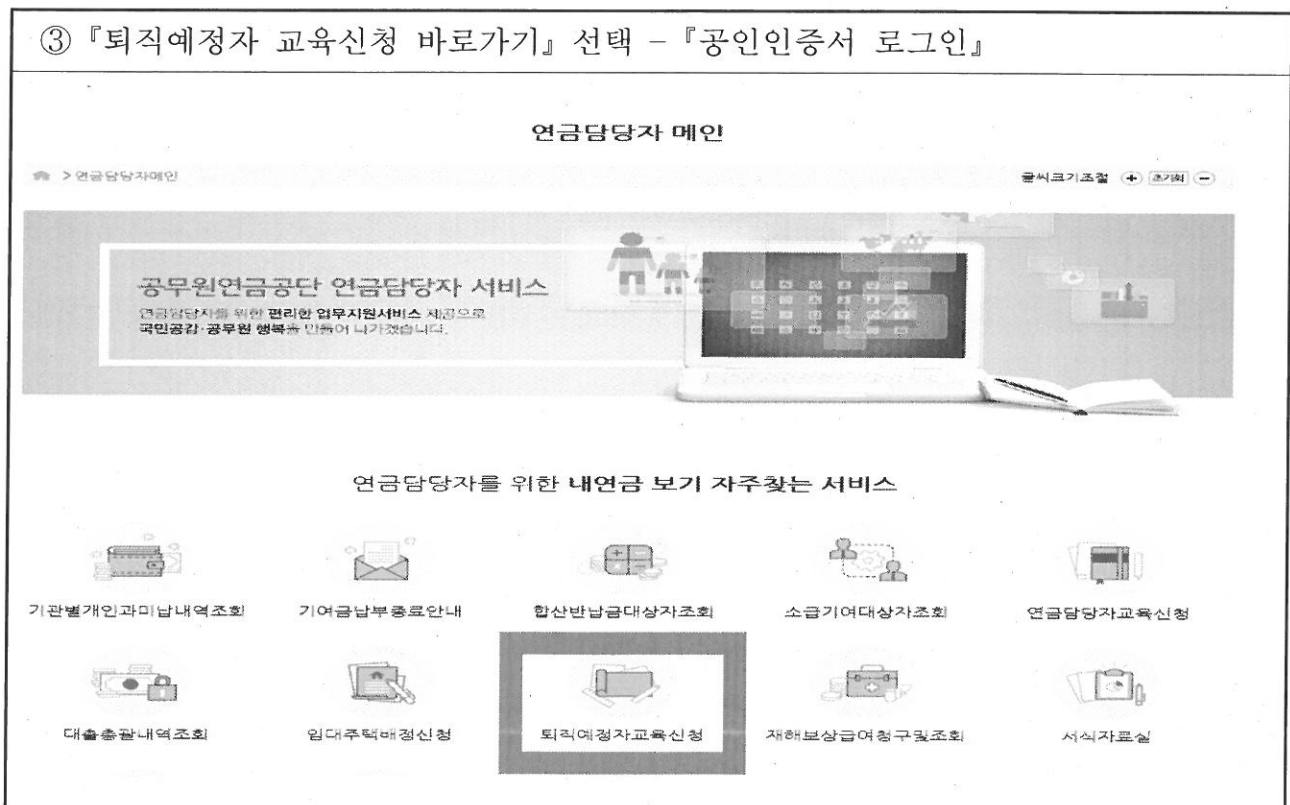 ③『퇴직예정자 교육신청 바로가기』 선택 – 『공인인증서 로그인』
연금담당자 메인
> 연금담당자메인
글씨크기조절 + 초기화 −
공무원연금공단 연금담당자 서비스
연금담당자를 위한 편리한 업무지원서비스 제공으로
국민공감·공무원 행복을 만들어 나가겠습니다.
연금담당자를 위한 내연금 보기 자주찾는 서비스
기관별개인과미납내역조회
기여금납부종료안내
합산반납금대상자조회
소급기여대상자조회
연금담당자교육신청
대출총괄내역조회
임대주택배정신청
퇴직예정자교육신청
재해보상급여청구및조회
서식자료실